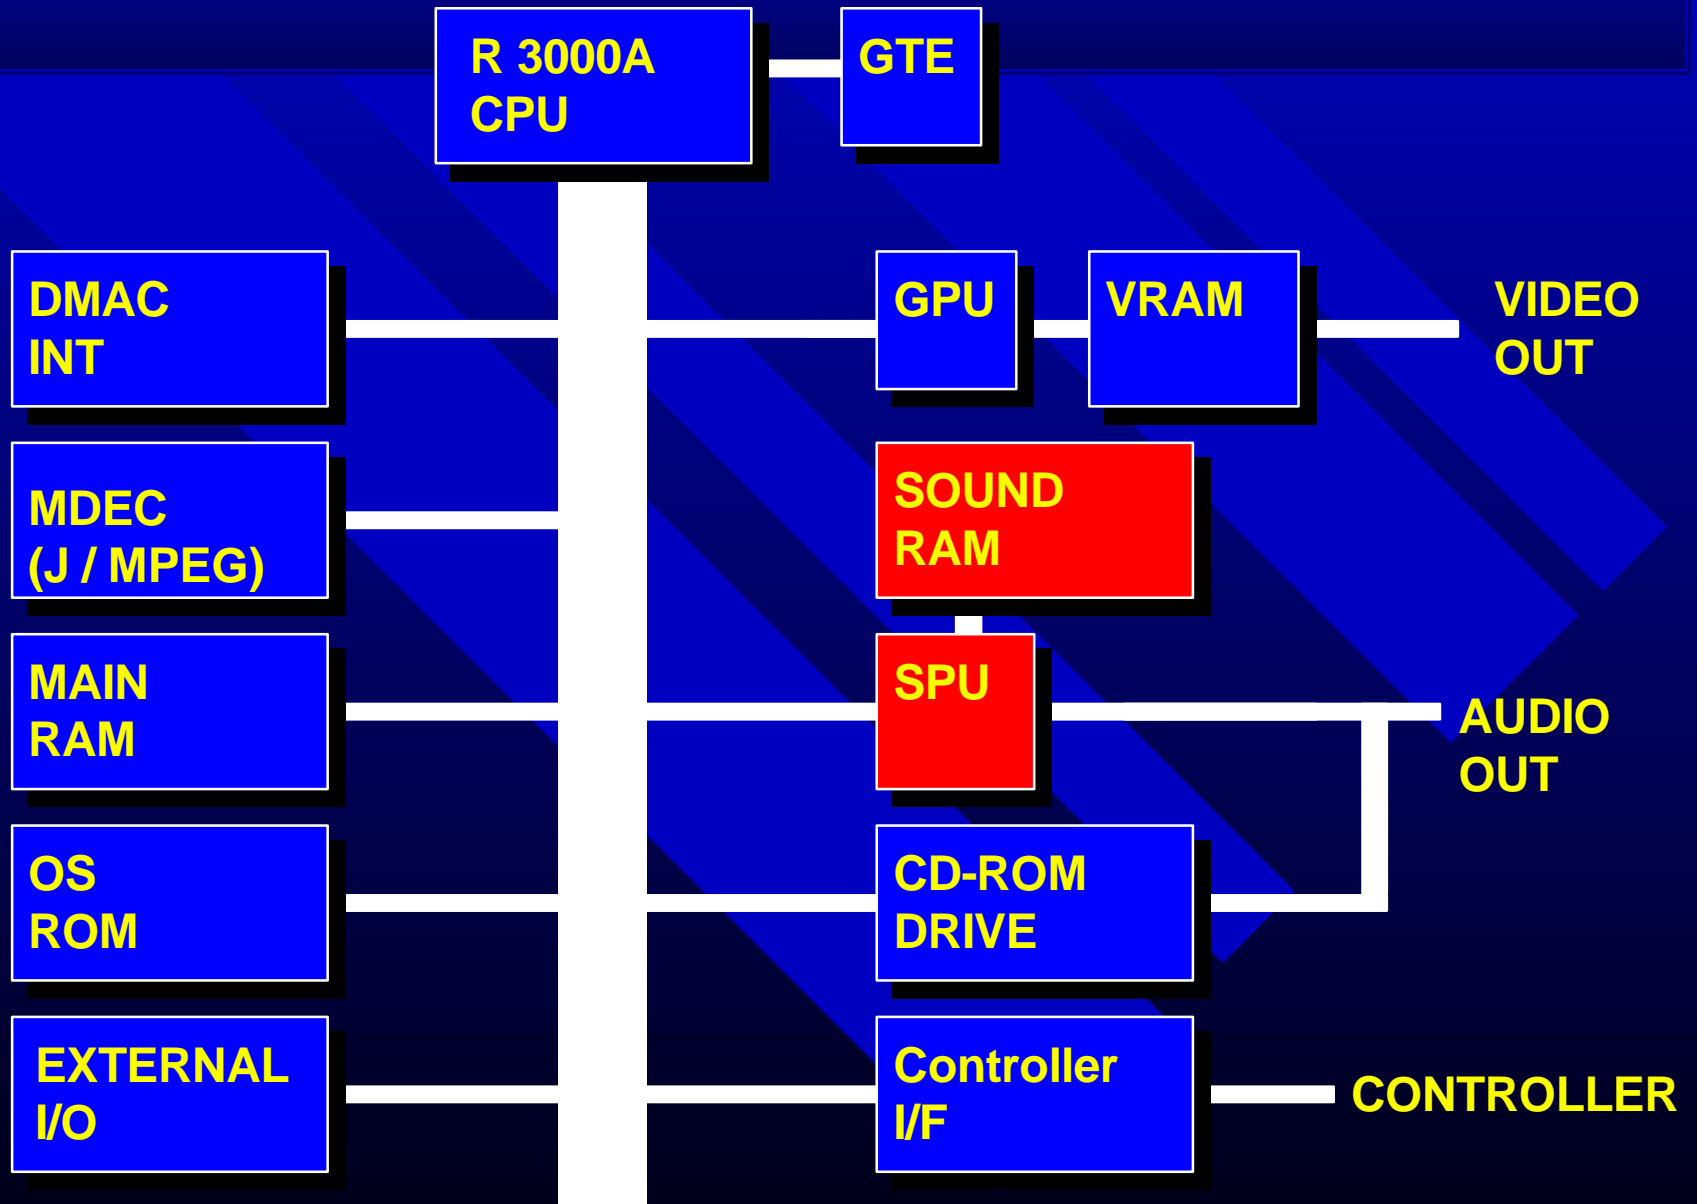 R 3000A
CPU
GTE
DMAC
INT
GPU
VRAM
VIDEO
OUT
MDEC
(J / MPEG)
SOUND
RAM
MAIN
RAM
SPU
AUDIO
OUT
OS
ROM
CD-ROM
DRIVE
EXTERNAL
I/O
Controller
I/F
CONTROLLER